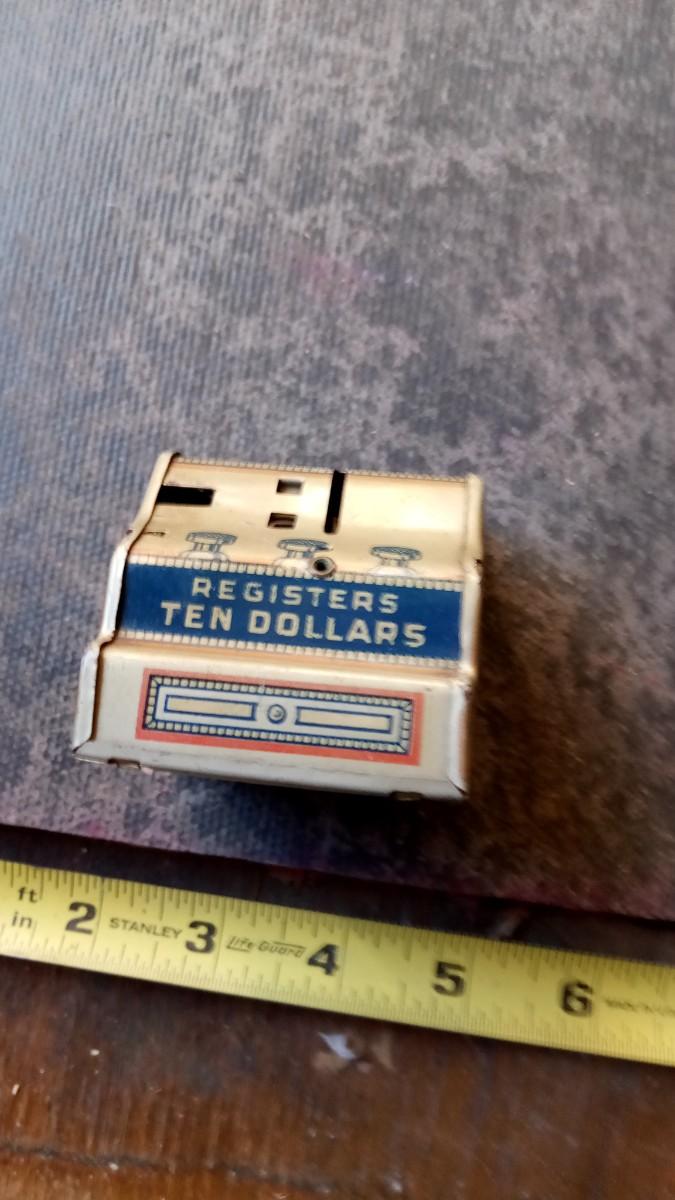 REGISTERS
TEN DOLLARS
ft
in 2 STANLEY 3 Life Guard 4 5 6